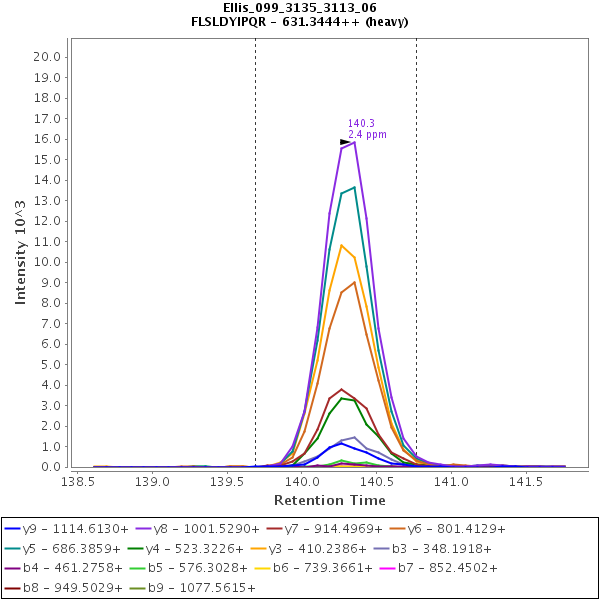 Ellis_099_3135_3113_06
FLSLDYIPQR - 631.3444++ (heavy)
Intensity 10^3
20.0
19.0
18.0
17.0
16.0
15.0
14.0
13.0
12.0
11.0
10.0
9.0
8.0
7.0
6.0
5.0
4.0
3.0
2.0
1.0
0.0
140.3
2.4 ppm
138.5 139.0 139.5 140.0 140.5 141.0 141.5
Retention Time
y9 - 1114.6130+ y8 - 1001.5290+ y7 - 914.4969+ y6 - 801.4129+
y5 - 686.3859+ y4 - 523.3226+ y3 - 410.2386+ b3 - 348.1918+
b4 - 461.2758+ b5 - 576.3028+ b6 - 739.3661+ b7 - 852.4502+
b8 - 949.5029+ b9 - 1077.5615+